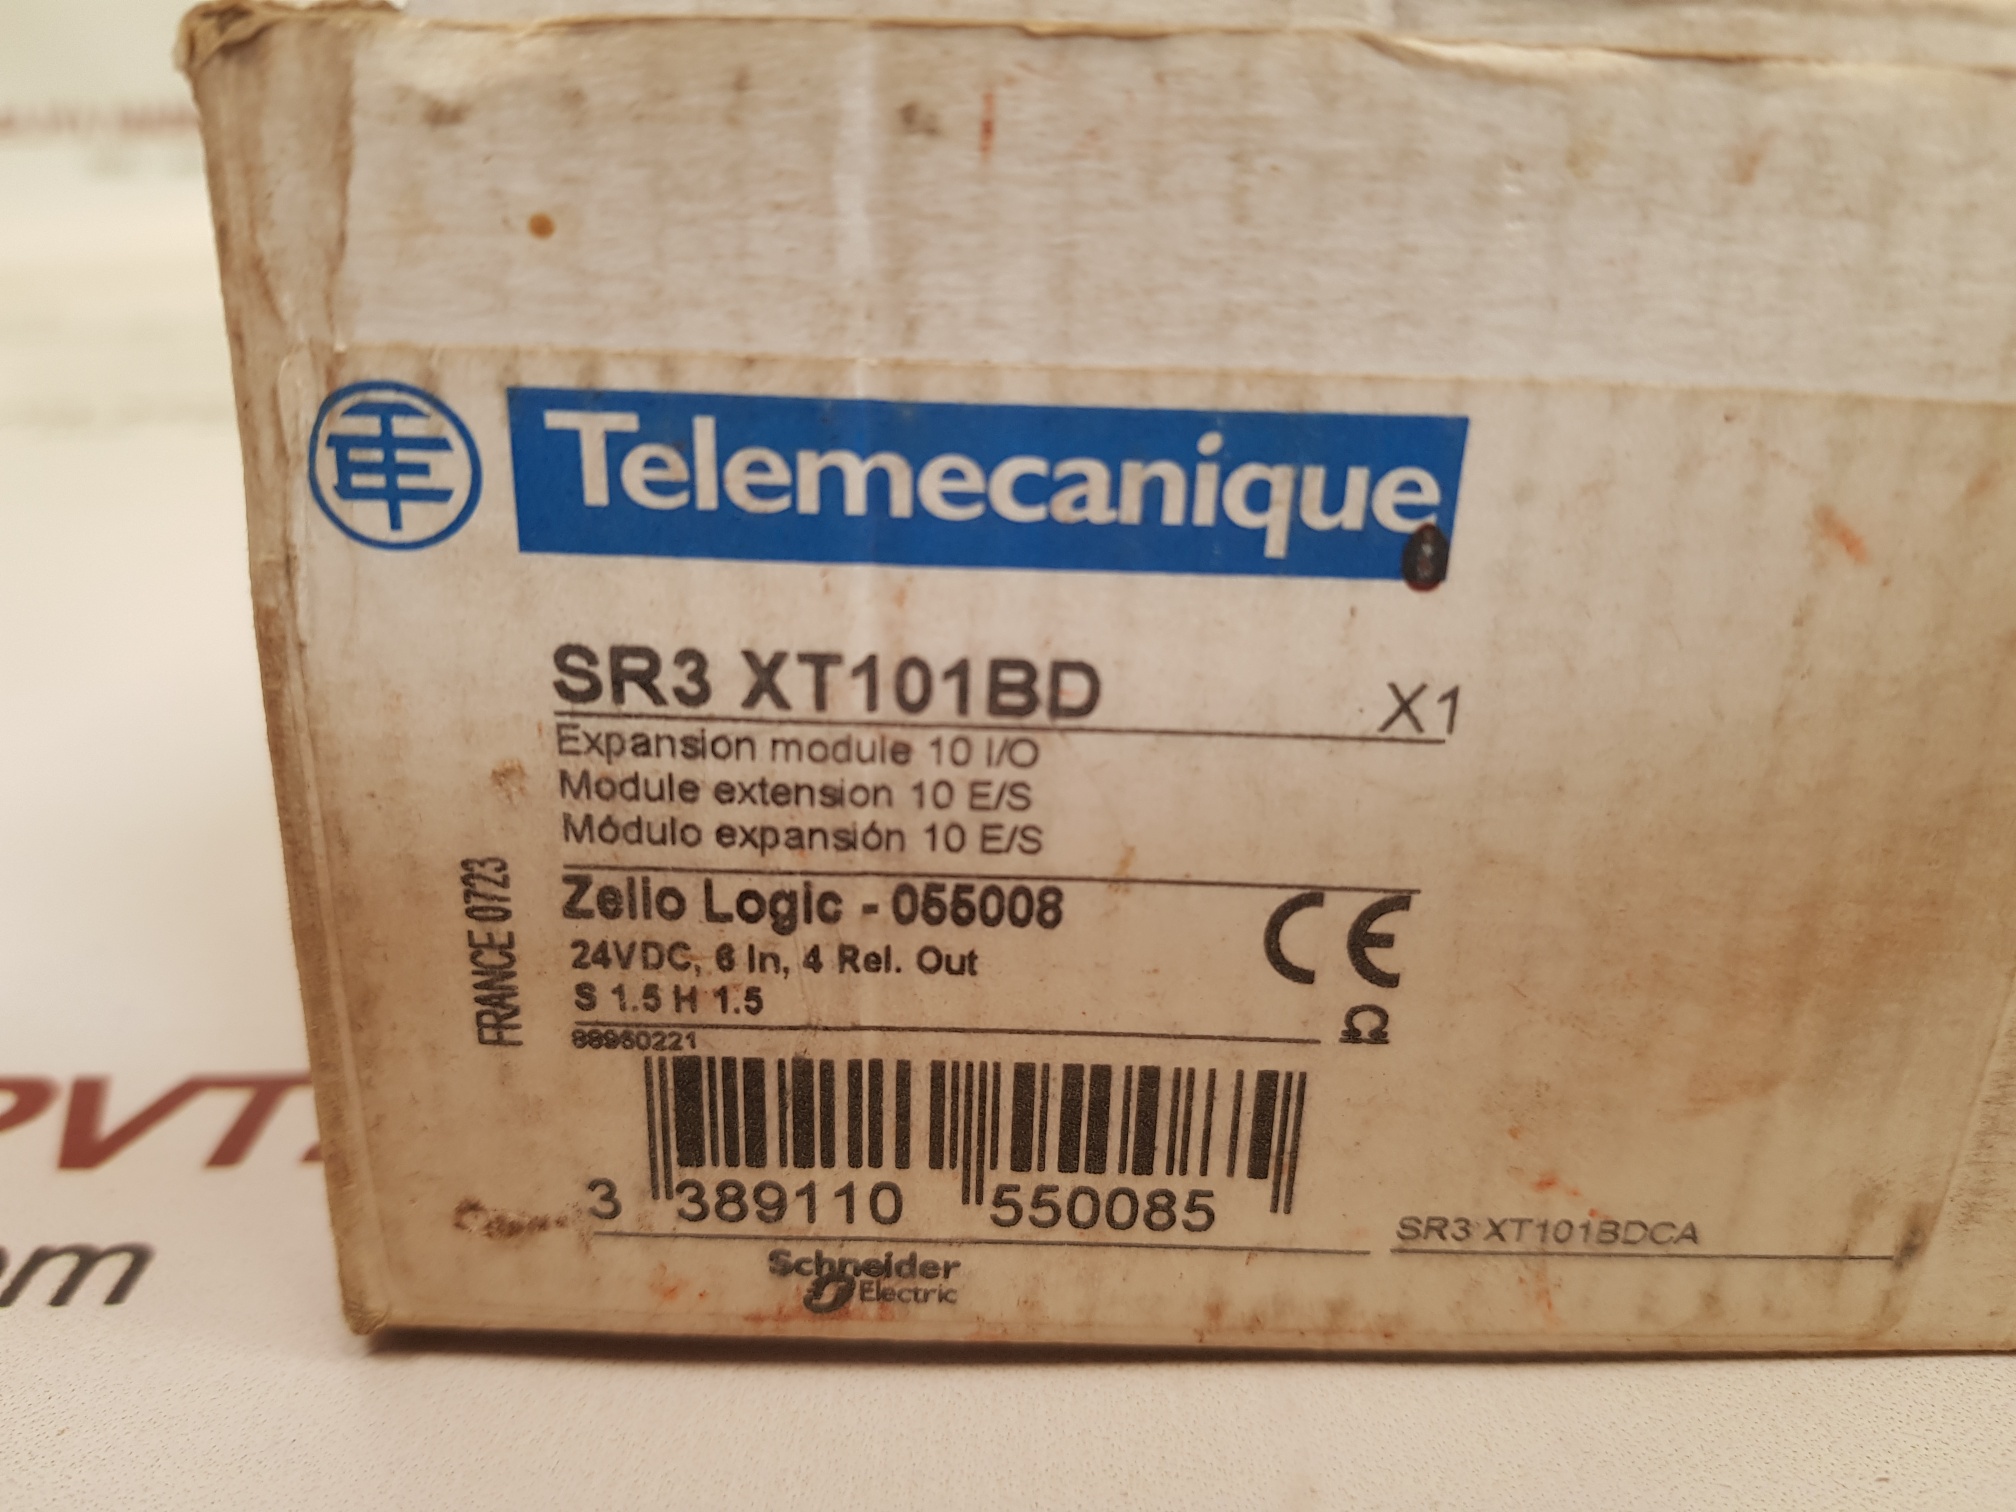 Telemecanique
SR3 XT101BD X1
Expansion module 10 I/O
Module extension 10 E/S
Módulo expansión 10 E/S
Zelio Logic - 055008
24VDC, 6 In, 4 Rel. Out
S 1.5 H 1.5
88950221
FRANCE 0723
CE
3 389110 550085
SR3 XT101BDCA
Schneider
Electric